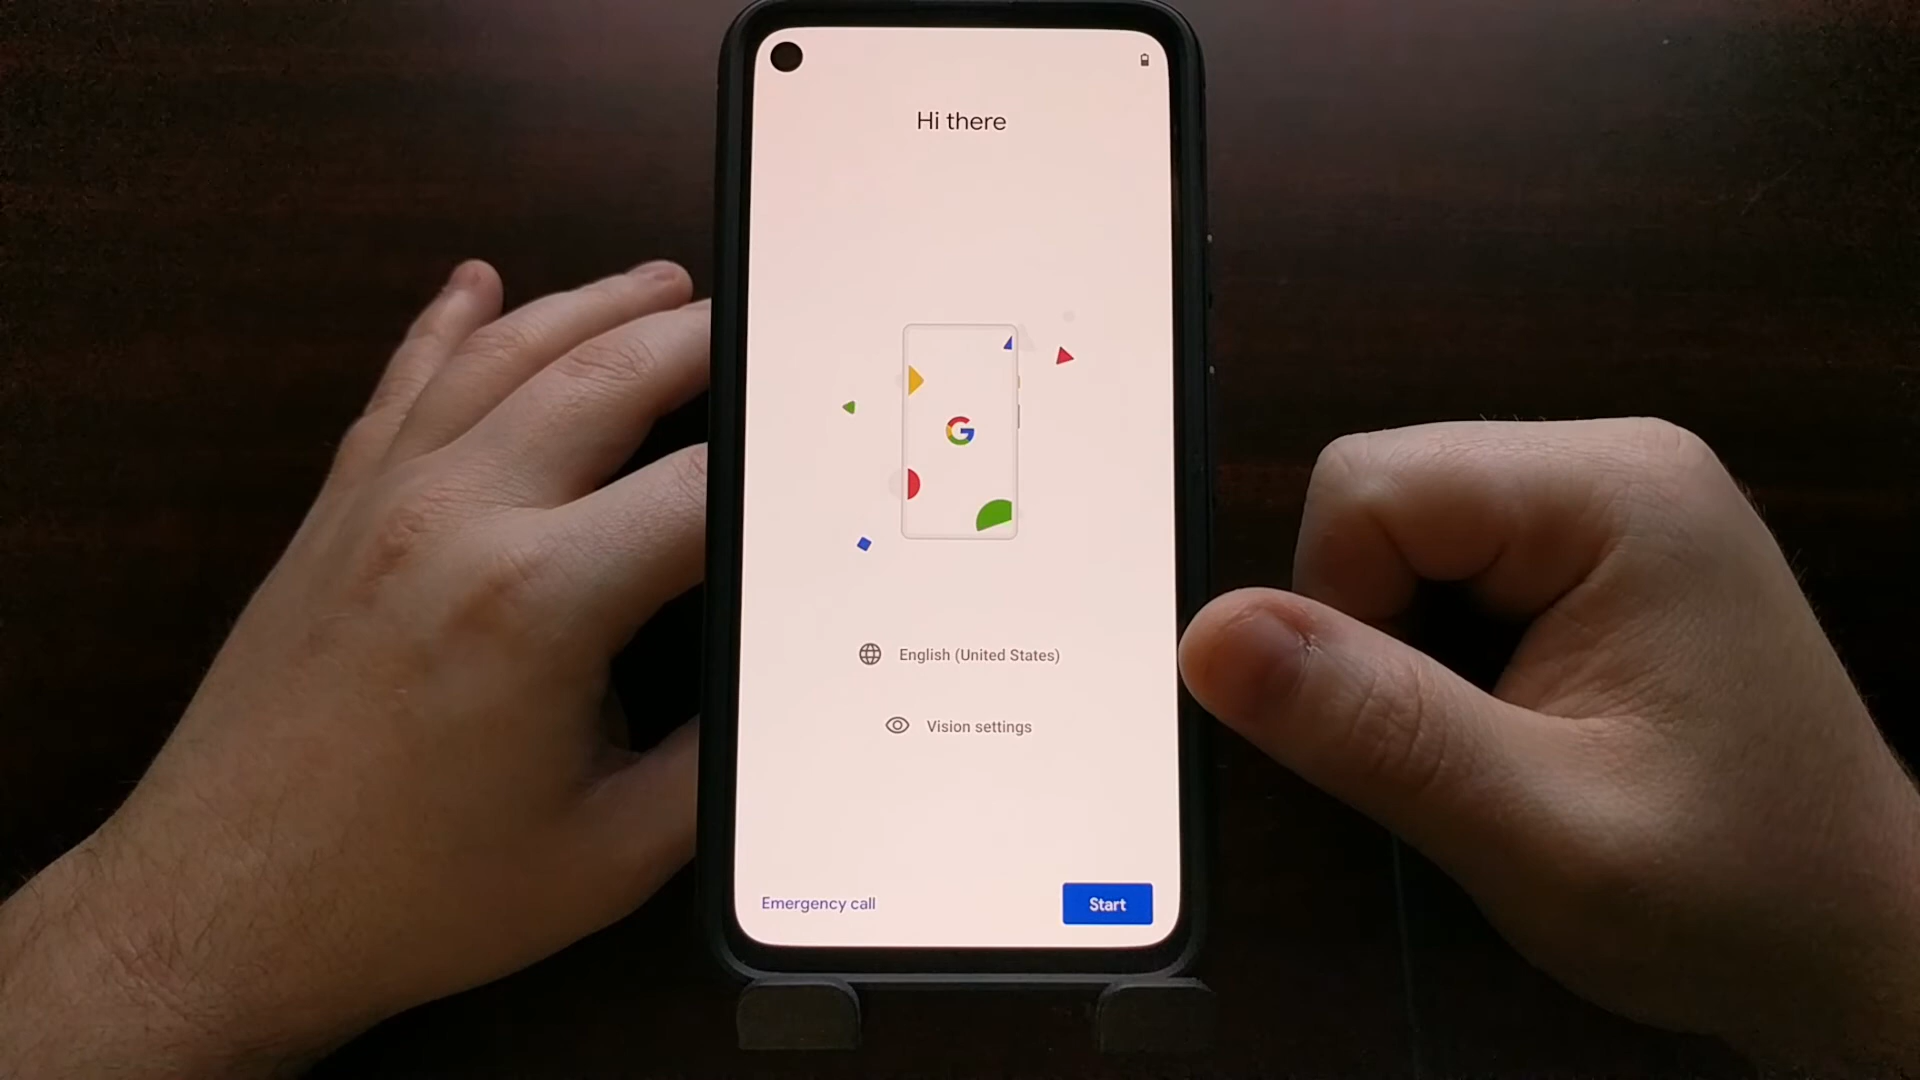 Hi there
G
English (United States)
Vision settings
Emergency call
Start